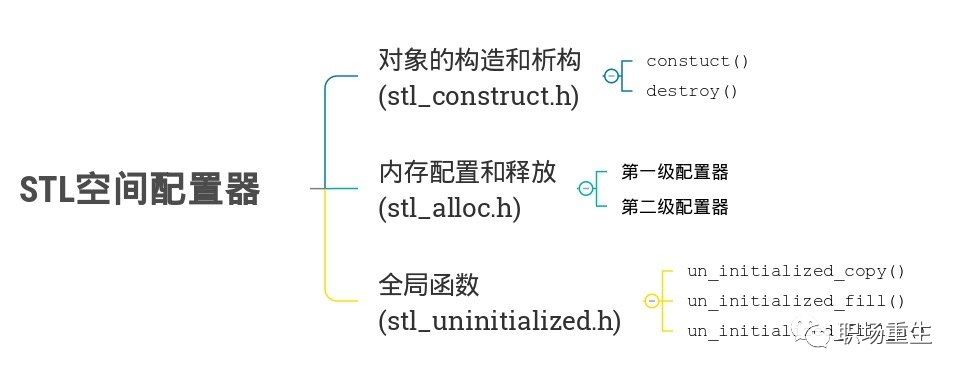 STL空间配置器
对象的构造和析构
(stl_construct.h)
constuct()
destroy()
内存配置和释放
(stl_alloc.h)
第一级配置器
第二级配置器
全局函数
(stl_uninitialized.h)
un_initialized_copy()
un_initialized_fill()
职场重生